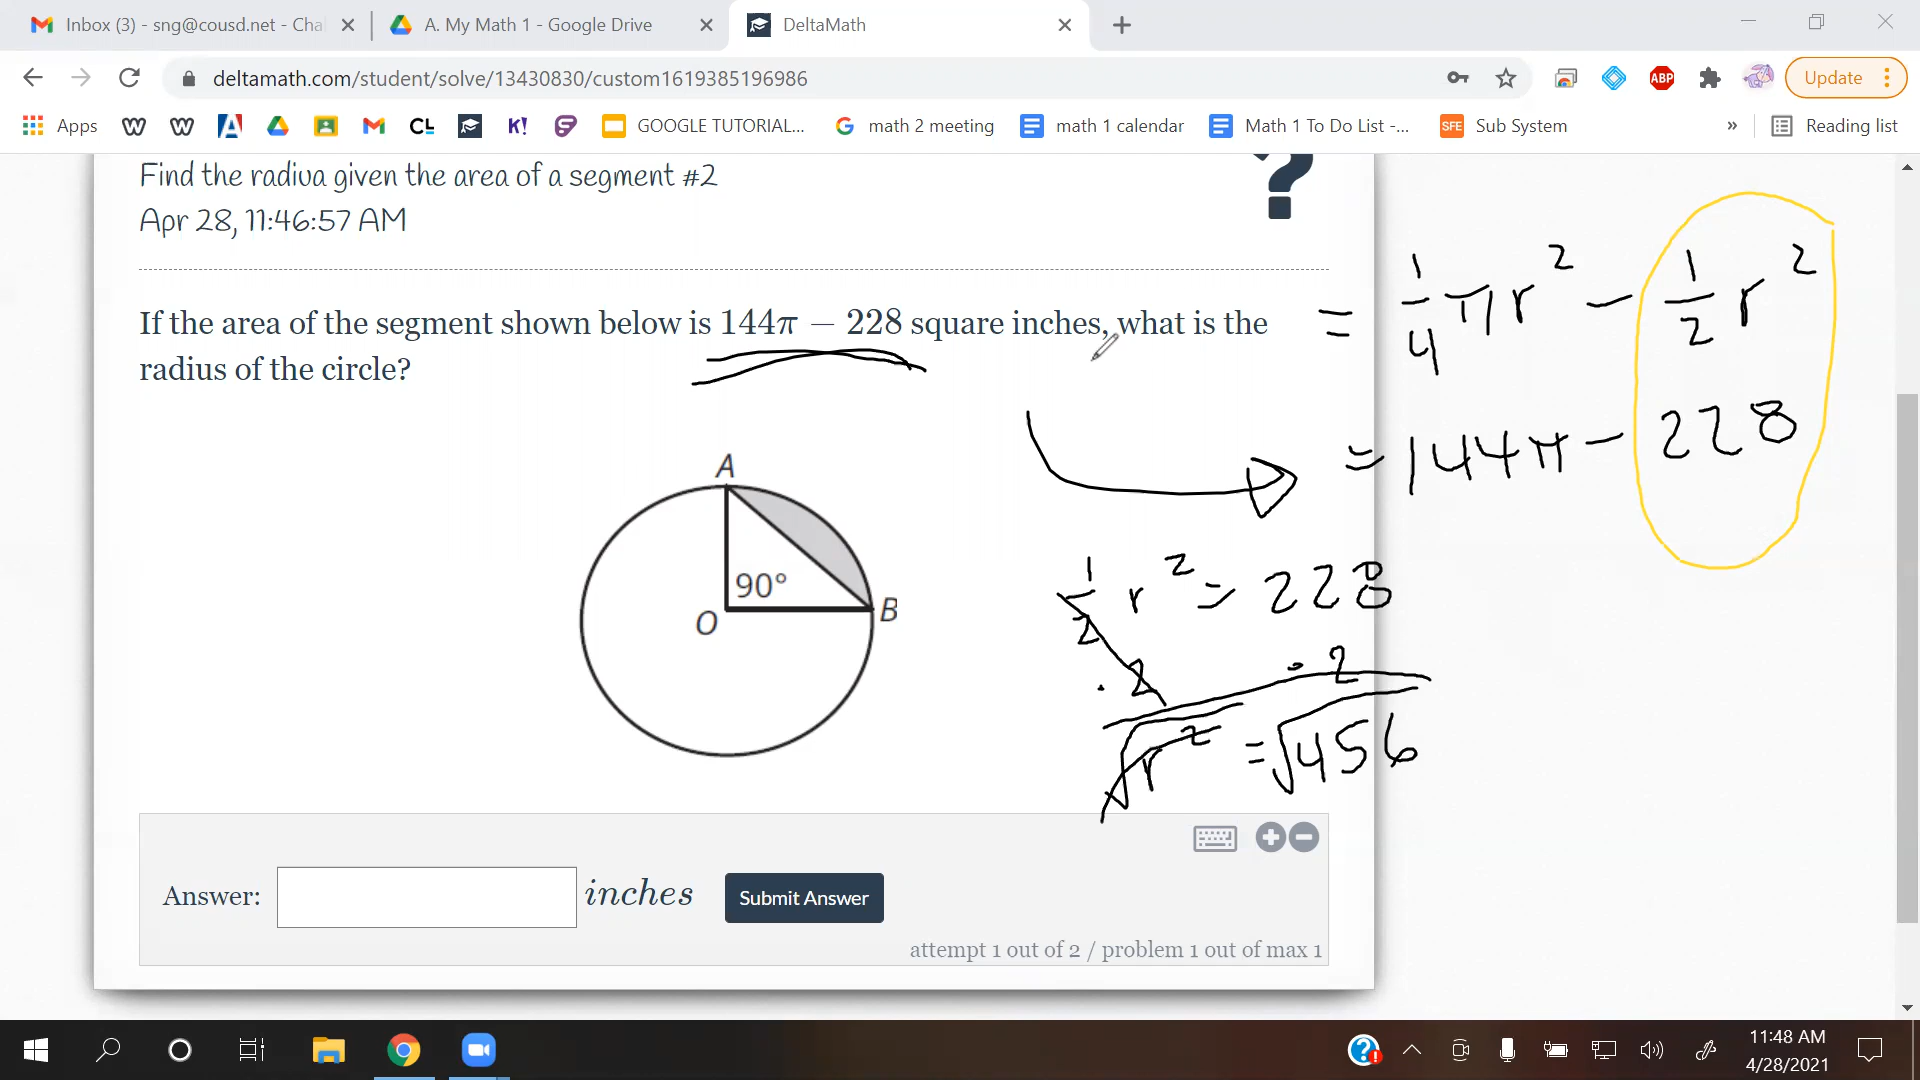 Inbox (3) - sng@cousd.net - Cha
A. My Math 1 - Google Drive
DeltaMath
deltamath.com/student/solve/13430830/custom1619385196986
ABP
Update
Apps
CL
K!
GOOGLE TUTORIAL...
math 2 meeting
math 1 calendar
Math 1 To Do List -...
SFE
Sub System
»
Reading list
Find the radiua given the area of a segment #2
Apr 28, 11:46:57 AM
?
If the area of the segment shown below is 144π − 228 square inches, what is the
radius of the circle?
= 1/4 πr² − 1/2 r²
= 144π − 228
A
90°
O
B
1/2 r² = 228
· 2 · 2
√r² = √456
Answer:
inches
Submit Answer
attempt 1 out of 2 / problem 1 out of max 1
11:48 AM
4/28/2021